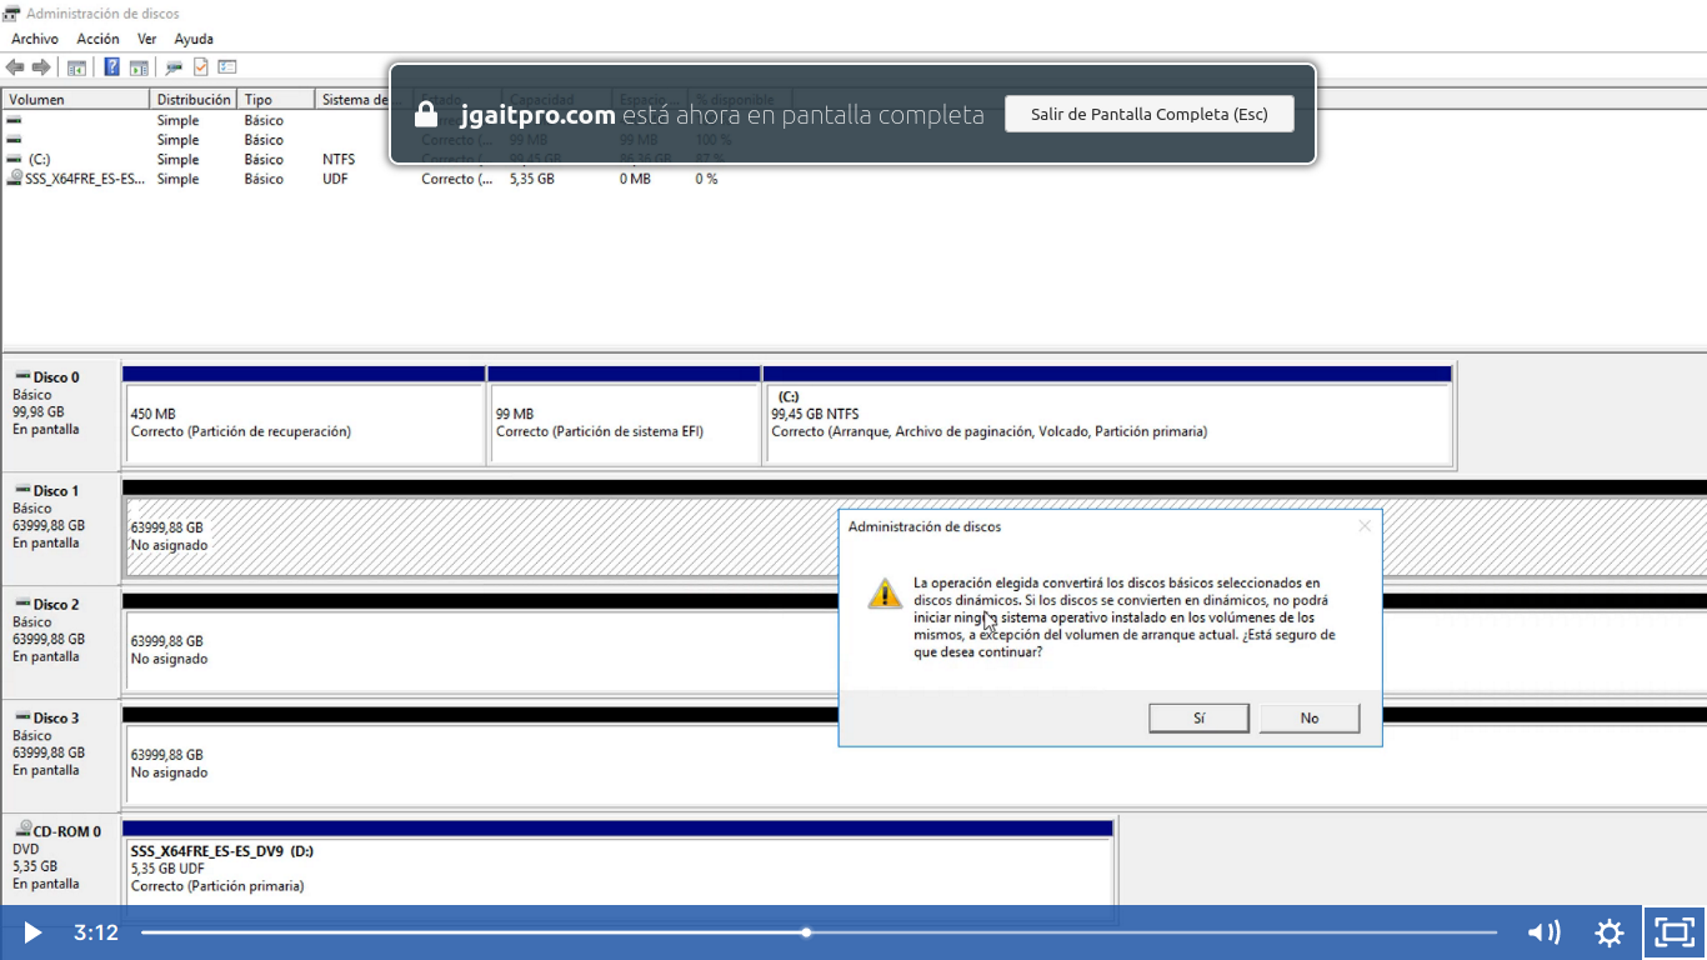 Administración de discos
Archivo Acción Ver Ayuda
Volumen Distribución Tipo Sistema de... Estado Capacidad Espacio ... % disponible
jgaitpro.com está ahora en pantalla completa
Salir de Pantalla Completa (Esc)
Simple Básico
Simple Básico Correcto (... 99 MB 99 MB 100 %
(C:) Simple Básico NTFS Correcto (... 99,45 GB 86,36 GB 87 %
SSS_X64FRE_ES-ES... Simple Básico UDF Correcto (... 5,35 GB 0 MB 0 %
Disco 0
Básico
99,98 GB
En pantalla
450 MB
Correcto (Partición de recuperación)
99 MB
Correcto (Partición de sistema EFI)
(C:)
99,45 GB NTFS
Correcto (Arranque, Archivo de paginación, Volcado, Partición primaria)
Disco 1
Básico
63999,88 GB
En pantalla
63999,88 GB
No asignado
Administración de discos
La operación elegida convertirá los discos básicos seleccionados en
discos dinámicos. Si los discos se convierten en dinámicos, no podrá
iniciar ningún sistema operativo instalado en los volúmenes de los
mismos, a excepción del volumen de arranque actual. ¿Está seguro de
que desea continuar?
Sí No
Disco 2
Básico
63999,88 GB
En pantalla
63999,88 GB
No asignado
Disco 3
Básico
63999,88 GB
En pantalla
63999,88 GB
No asignado
CD-ROM 0
DVD
5,35 GB
En pantalla
SSS_X64FRE_ES-ES_DV9 (D:)
5,35 GB UDF
Correcto (Partición primaria)
3:12